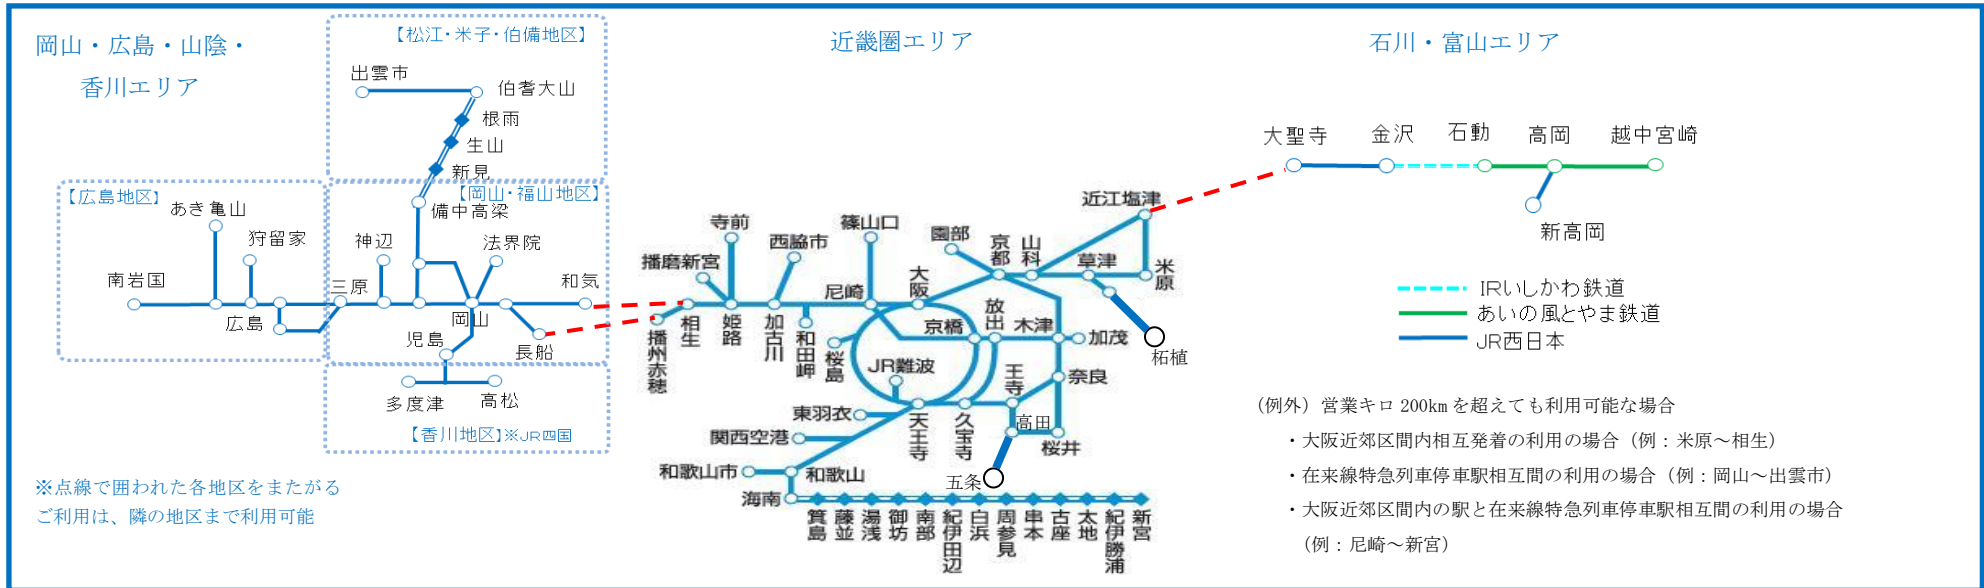 岡山・広島・山陰・
香川エリア
【松江・米子・伯備地区】
出雲市
伯耆大山
根雨
生山
新見
【岡山・福山地区】
備中高梁
【広島地区】
あき亀山
狩留家
神辺
法界院
南岩国
三原
和気
広島
岡山
児島
長船
多度津
高松
【香川地区】※JR四国
※点線で囲われた各地区をまたがる
ご利用は、隣の地区まで利用可能
近畿圏エリア
近江塩津
寺前
篠山口
西脇市
園部
京都
山科
播磨新宮
草津
米原
大阪
尼崎
放出
京橋
木津
加茂
柘植
播州赤穂
相生
姫路
加古川
和田岬
桜島
JR難波
王寺
奈良
東羽衣
天王寺
久宝寺
高田
桜井
関西空港
和歌山市
和歌山
五条
海南
箕島
藤並
湯浅
御坊
南部
紀伊田辺
白浜
周参見
串本
古座
太地
紀伊勝浦
新宮
石川・富山エリア
大聖寺
金沢
石動
高岡
越中宮崎
新高岡
IRいしかわ鉄道
あいの風とやま鉄道
JR西日本
（例外）営業キロ 200km を超えても利用可能な場合
・大阪近郊区間内相互発着の利用の場合（例：米原～相生）
・在来線特急列車停車駅相互間の利用の場合（例：岡山～出雲市）
・大阪近郊区間内の駅と在来線特急列車停車駅相互間の利用の場合
（例：尼崎～新宮）